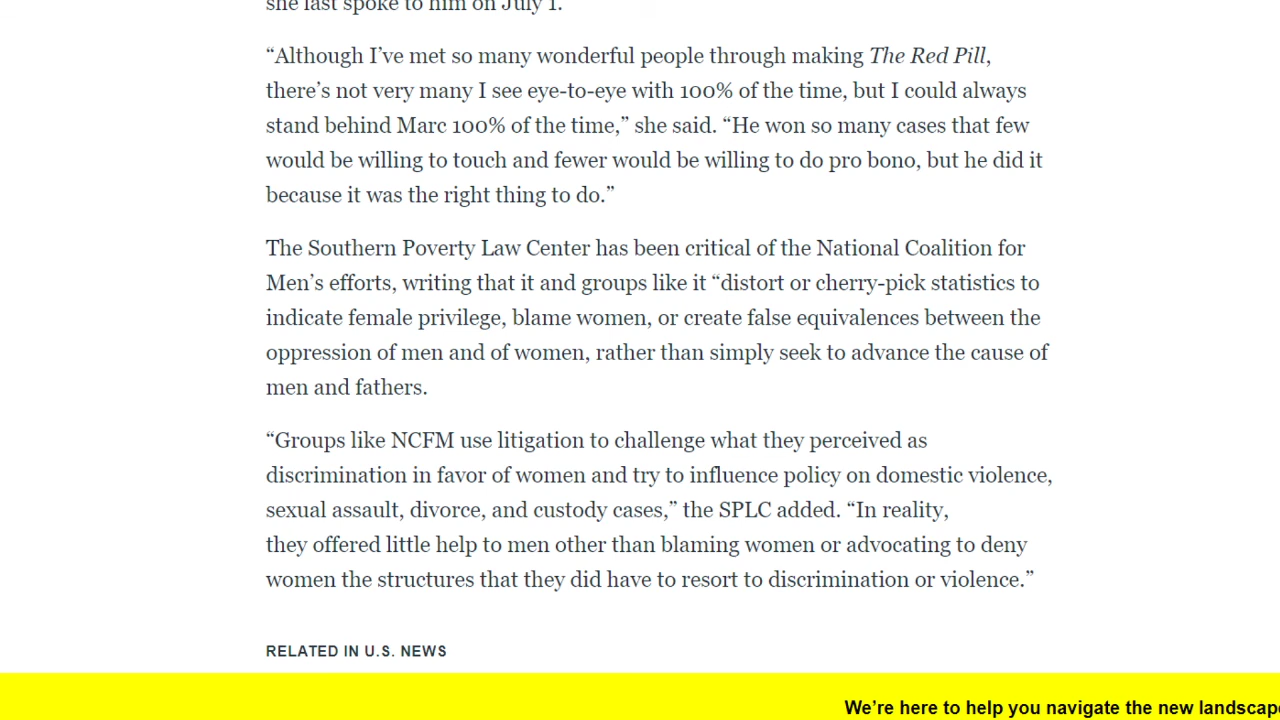 she last spoke to him on July 1.
“Although I’ve met so many wonderful people through making The Red Pill,
there’s not very many I see eye-to-eye with 100% of the time, but I could always
stand behind Marc 100% of the time,” she said. “He won so many cases that few
would be willing to touch and fewer would be willing to do pro bono, but he did it
because it was the right thing to do.”
The Southern Poverty Law Center has been critical of the National Coalition for
Men’s efforts, writing that it and groups like it “distort or cherry-pick statistics to
indicate female privilege, blame women, or create false equivalences between the
oppression of men and of women, rather than simply seek to advance the cause of
men and fathers.
“Groups like NCFM use litigation to challenge what they perceived as
discrimination in favor of women and try to influence policy on domestic violence,
sexual assault, divorce, and custody cases,” the SPLC added. “In reality,
they offered little help to men other than blaming women or advocating to deny
women the structures that they did have to resort to discrimination or violence.”
RELATED IN U.S. NEWS
We’re here to help you navigate the new landscape